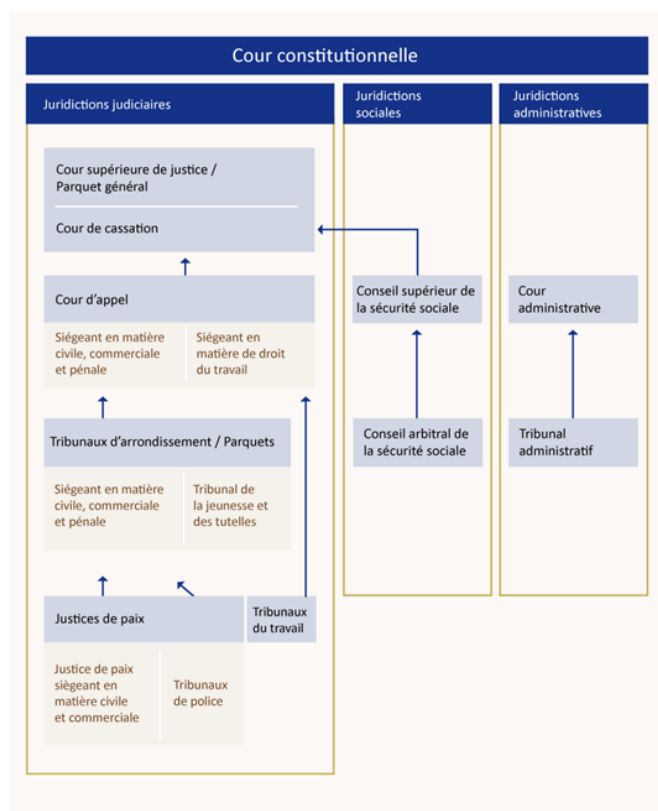 Cour constitutionnelle
Juridictions judiciaires
Juridictions
sociales
Juridictions
administratives
Cour supérieure de justice /
Parquet général
Cour de cassation
Cour d'appel
Siégeant en matière
civile, commerciale
et pénale
Siégeant en
matière de droit
du travail
Conseil supérieur de
la sécurité sociale
Cour
administrative
Tribunaux d'arrondissement / Parquets
Siégeant en matière
civile, commerciale
et pénale
Tribunal de
la jeunesse et
des tutelles
Conseil arbitral de
la sécurité sociale
Tribunal
administratif
Justices de paix
Tribunaux
du travail
Justice de paix
siègeant en
matière civile
et commerciale
Tribunaux
de police